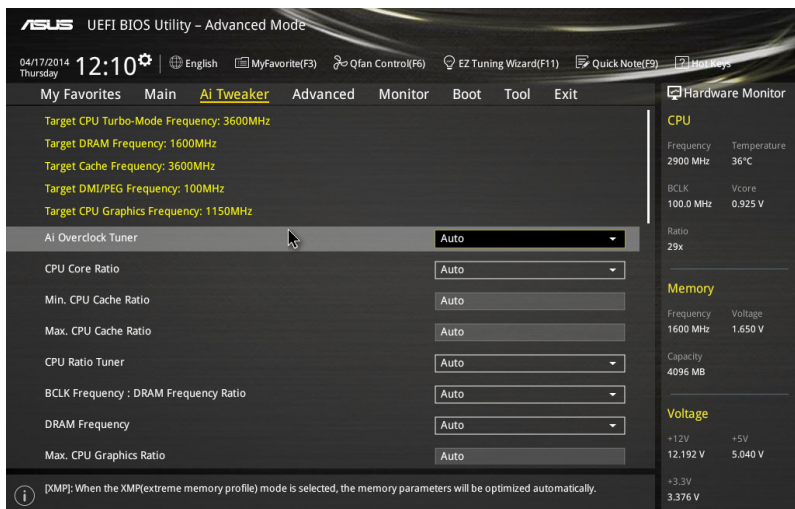 ASUS UEFI BIOS Utility – Advanced Mode
04/17/2014 Thursday 12:10 English MyFavorite(F3) Qfan Control(F6) EZ Tuning Wizard(F11) Quick Note(F9) ? Hot Keys
My Favorites Main Ai Tweaker Advanced Monitor Boot Tool Exit
Target CPU Turbo-Mode Frequency: 3600MHz
Target DRAM Frequency: 1600MHz
Target Cache Frequency: 3600MHz
Target DMI/PEG Frequency: 100MHz
Target CPU Graphics Frequency: 1150MHz
Ai Overclock Tuner Auto
CPU Core Ratio Auto
Min. CPU Cache Ratio Auto
Max. CPU Cache Ratio Auto
CPU Ratio Tuner Auto
BCLK Frequency : DRAM Frequency Ratio Auto
DRAM Frequency Auto
Max. CPU Graphics Ratio Auto
[XMP]: When the XMP(extreme memory profile) mode is selected, the memory parameters will be optimized automatically.
Hardware Monitor
CPU
Frequency Temperature
2900 MHz 36°C
BCLK Vcore
100.0 MHz 0.925 V
Ratio
29x
Memory
Frequency Voltage
1600 MHz 1.650 V
Capacity
4096 MB
Voltage
+12V +5V
12.192 V 5.040 V
+3.3V
3.376 V